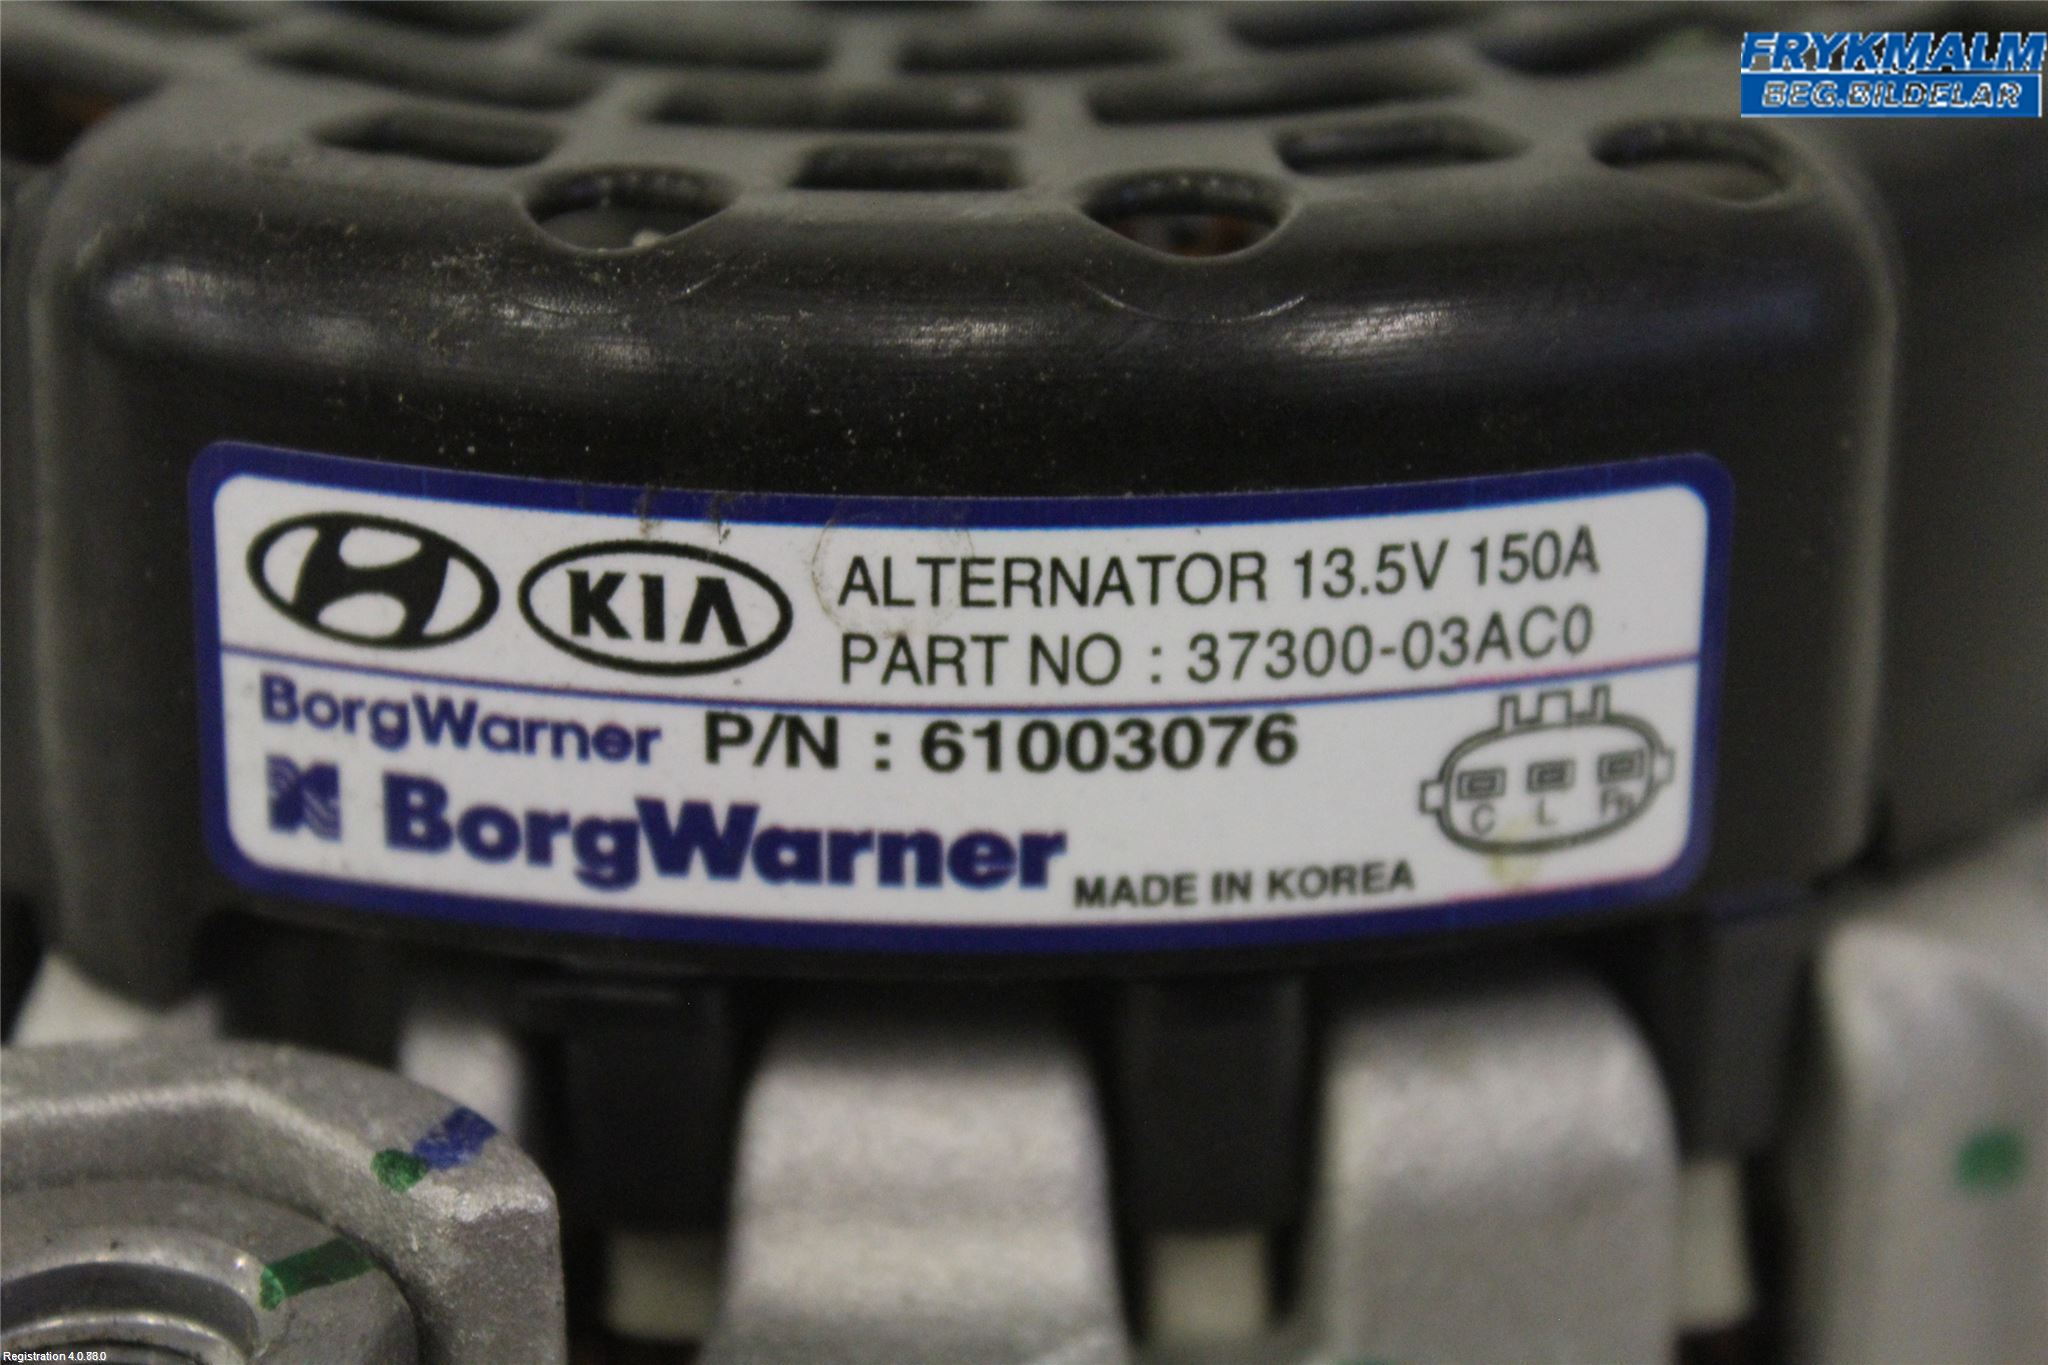 FRYKMALM
BEG.BILDELAR
KIA
ALTERNATOR 13.5V 150A
PART NO : 37300-03AC0
BorgWarner P/N : 61003076
BorgWarner
MADE IN KOREA
C L FR
Registration 4.0.78.0